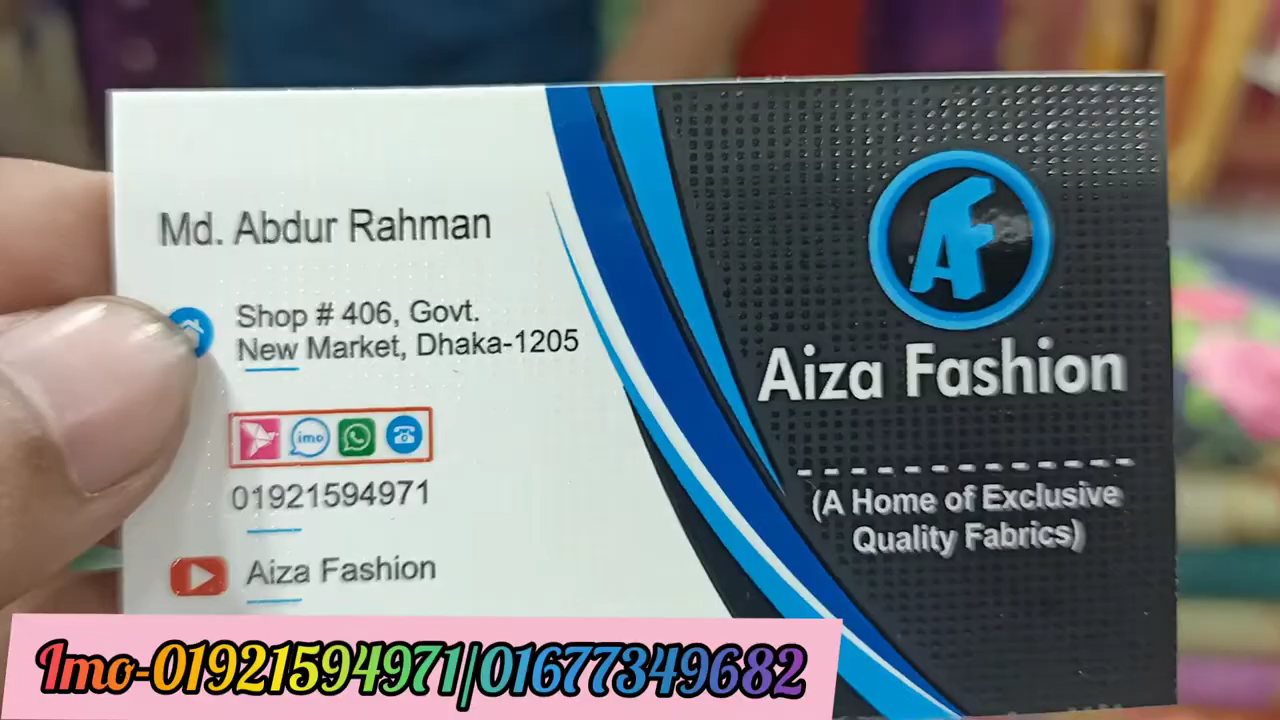 Md. Abdur Rahman
Shop # 406, Govt.
New Market, Dhaka-1205
imo
01921594971
Aiza Fashion
AF
Aiza Fashion
(A Home of Exclusive
Quality Fabrics)
Imo-01921594971/01677349682